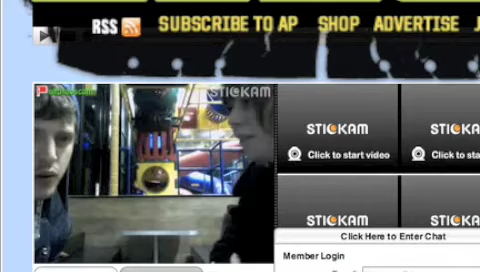 RSS SUBSCRIBE TO AP SHOP ADVERTISE
STICKAM
STICKAM STICKAM
Click to start video Click to sta
STICKAM STICKAM
Click Here to Enter Chat
Member Login